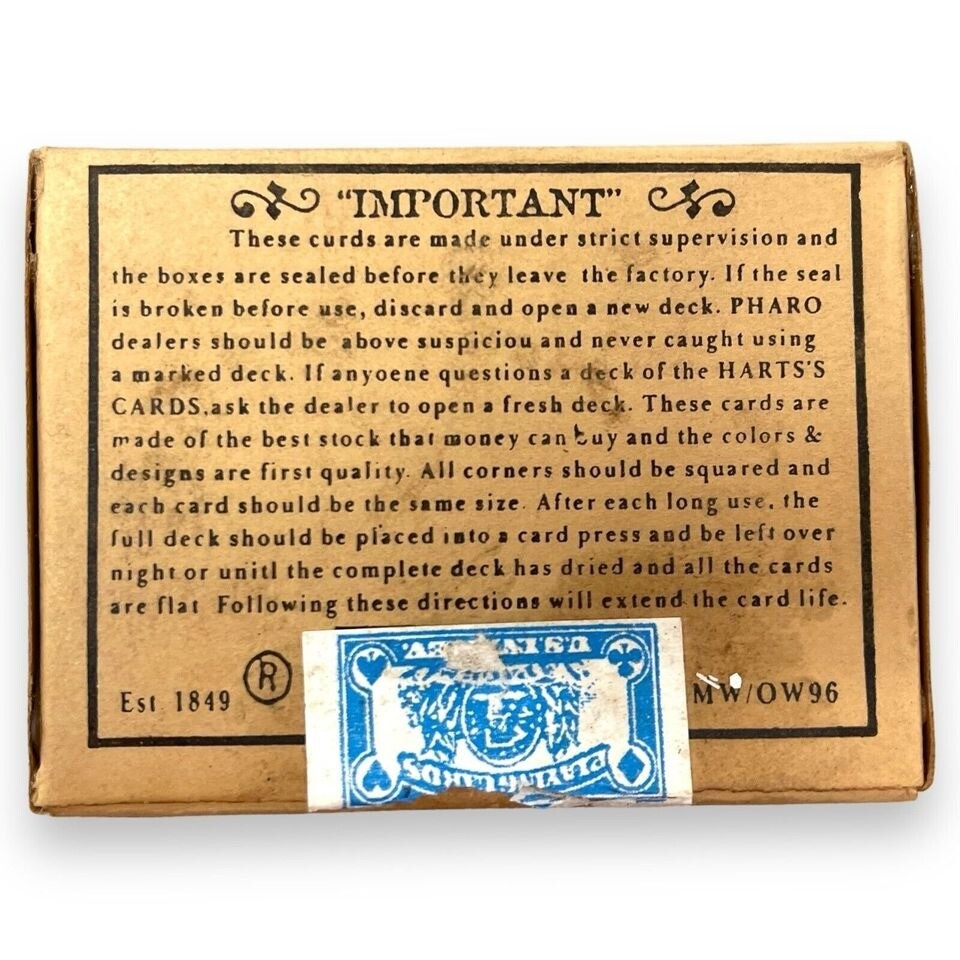 "IMPORTANT"
These curds are made under strict supervision and
the boxes are sealed before they leave the factory. If the seal
is broken before use, discard and open a new deck. PHARO
dealers should be above suspiciou and never caught using
a marked deck. If anyoene questions a deck of the HARTS'S
CARDS,ask the dealer to open a fresh deck. These cards are
made of the best stock that money can buy and the colors &
designs are first quality. All corners should be squared and
each card should be the same size. After each long use, the
full deck should be placed into a card press and be left over
night or unitl the complete deck has dried and all the cards
are flat Following these directions will extend the card life.
Est 1849 ® MW/OW96
PLAYING CARDS